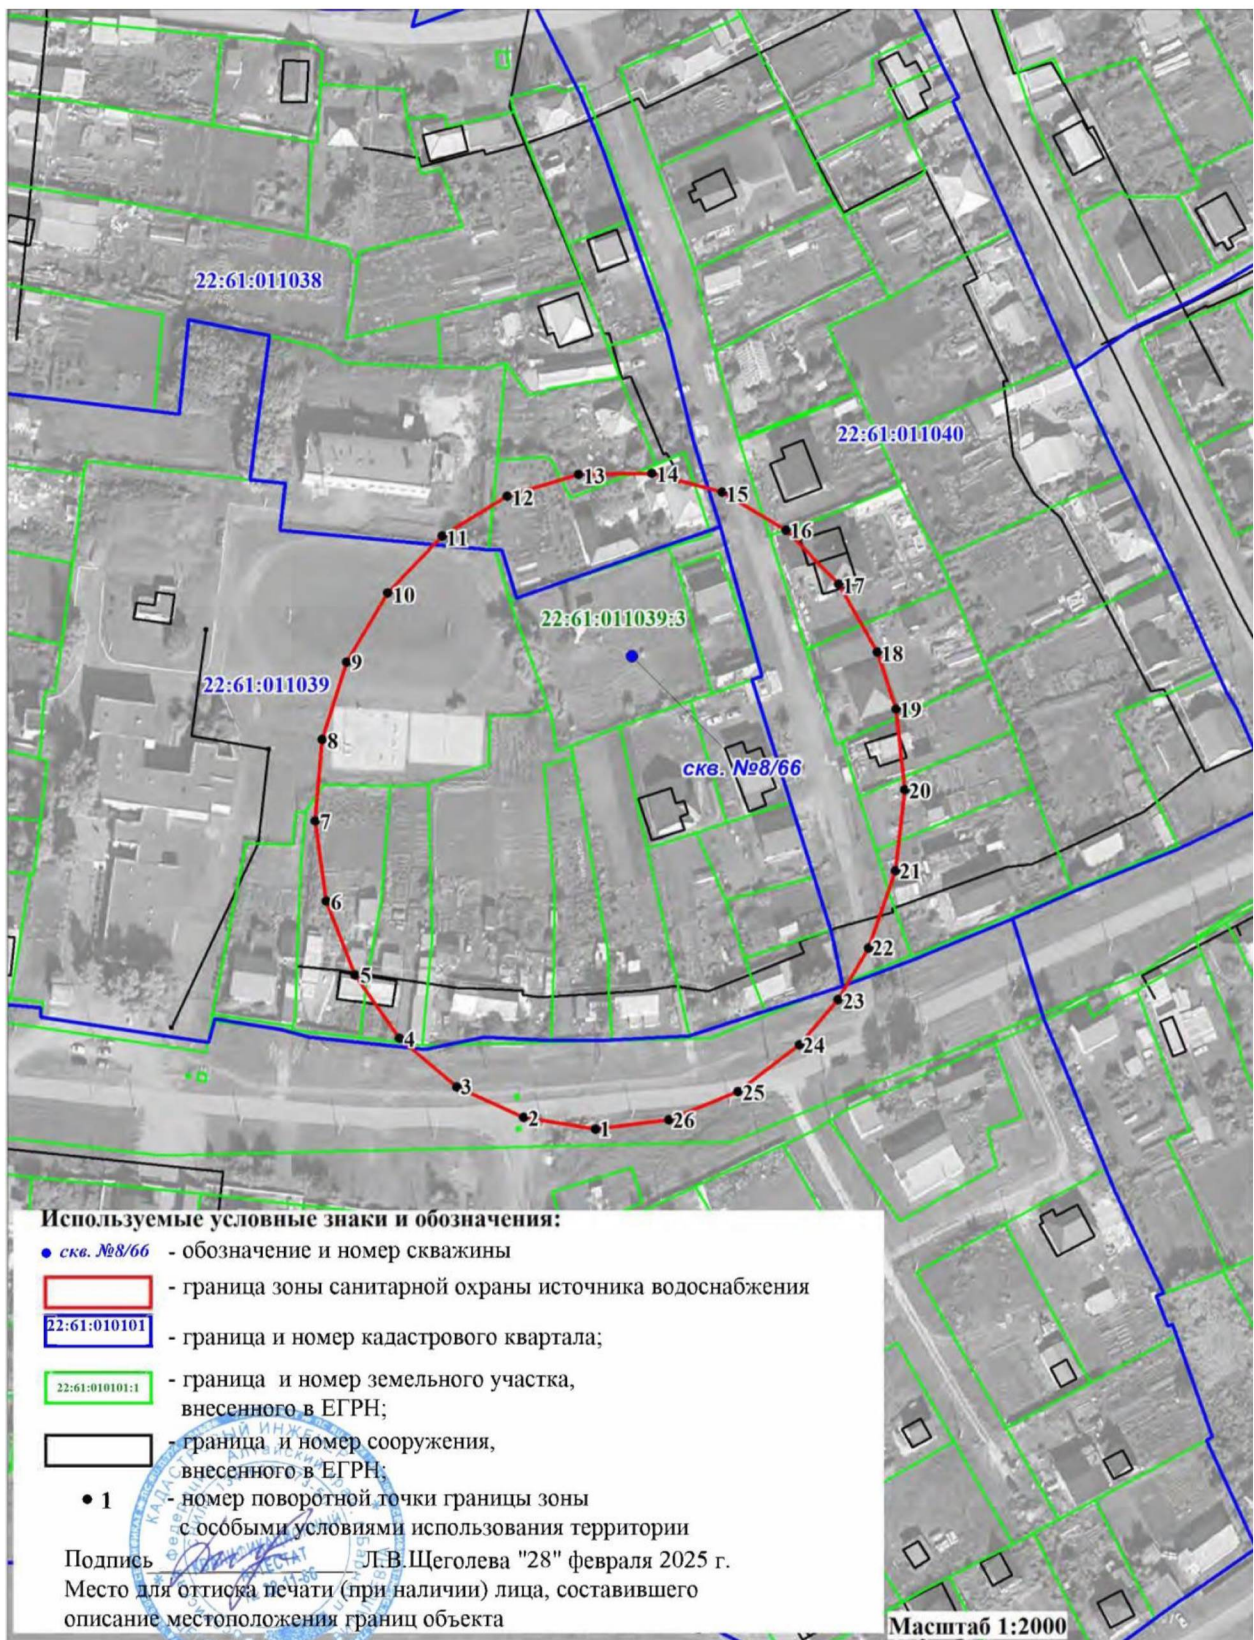 22:61:011038
22:61:011040
13
14
12
15
16
11
17
10
22:61:011039:3
18
9
22:61:011039
19
8
скв. №8/66
20
7
21
6
22
5
23
4
24
3
25
2
26
1
Используемые условные знаки и обозначения:
скв. №8/66 - обозначение и номер скважины
- граница зоны санитарной охраны источника водоснабжения
22:61:010101 - граница и номер кадастрового квартала;
22:61:010101:1 - граница и номер земельного участка,
внесенного в ЕГРН;
- граница и номер сооружения,
внесенного в ЕГРН;
1 - номер поворотной точки границы зоны
с особыми условиями использования территории
Подпись Л.В.Щеголева "28" февраля 2025 г.
Место для оттиска печати (при наличии) лица, составившего
описание местоположения границ объекта
Масштаб 1:2000